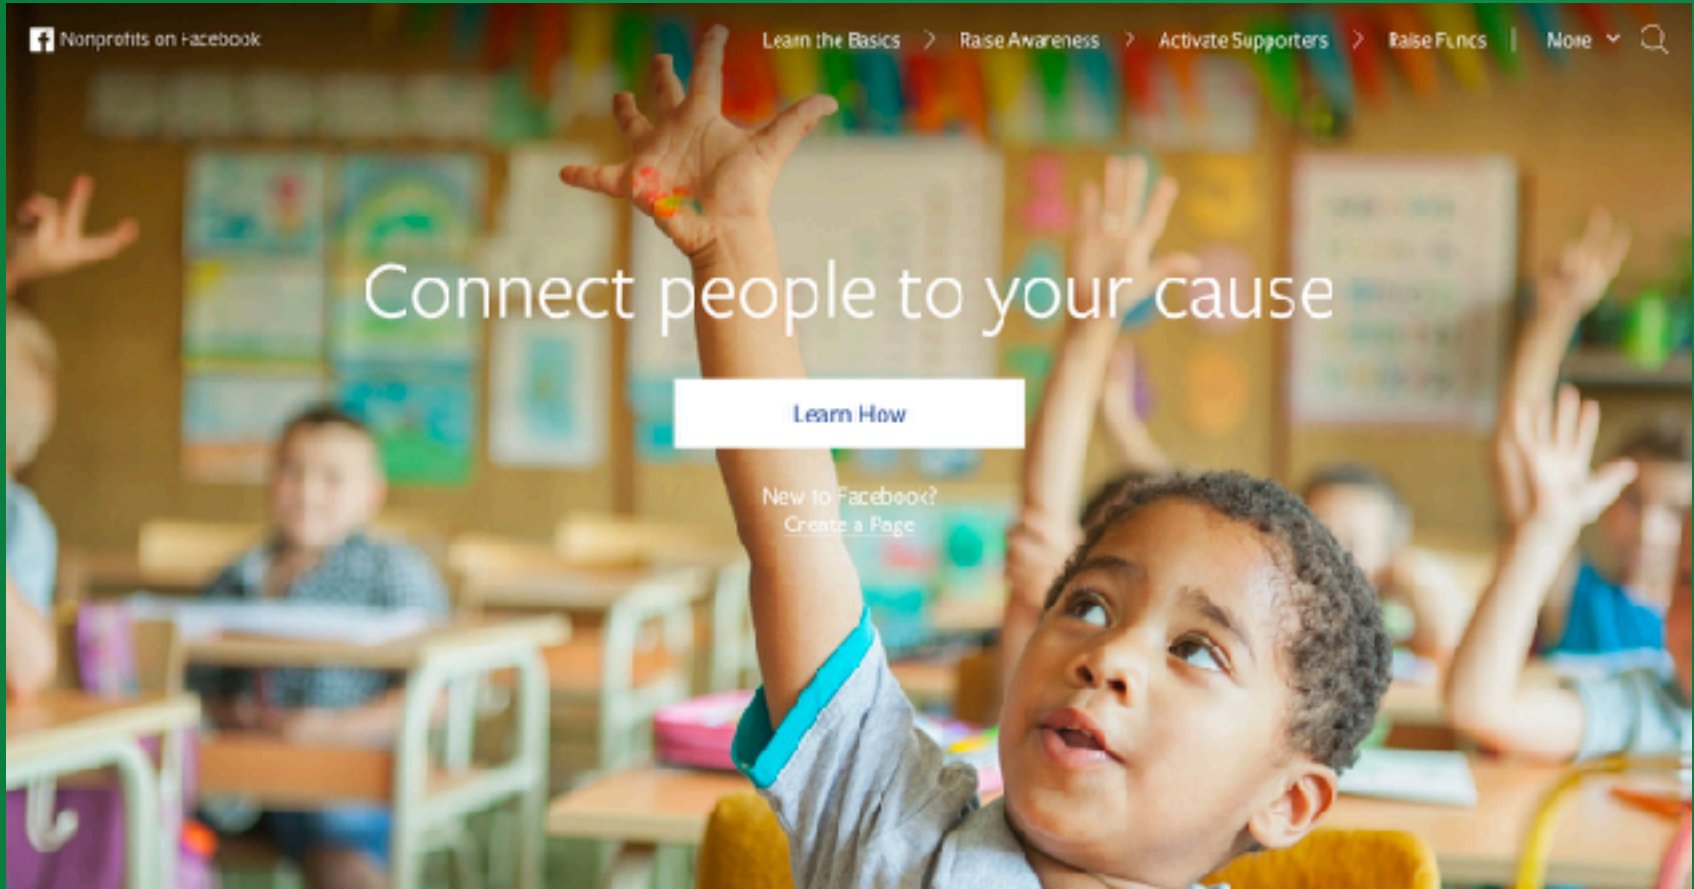 Nonprofits on Facebook
Learn the Basics
Raise Awareness
Activate Supporters
Raise Funds
More
Connect people to your cause
Learn How
New to Facebook?
Create a Page